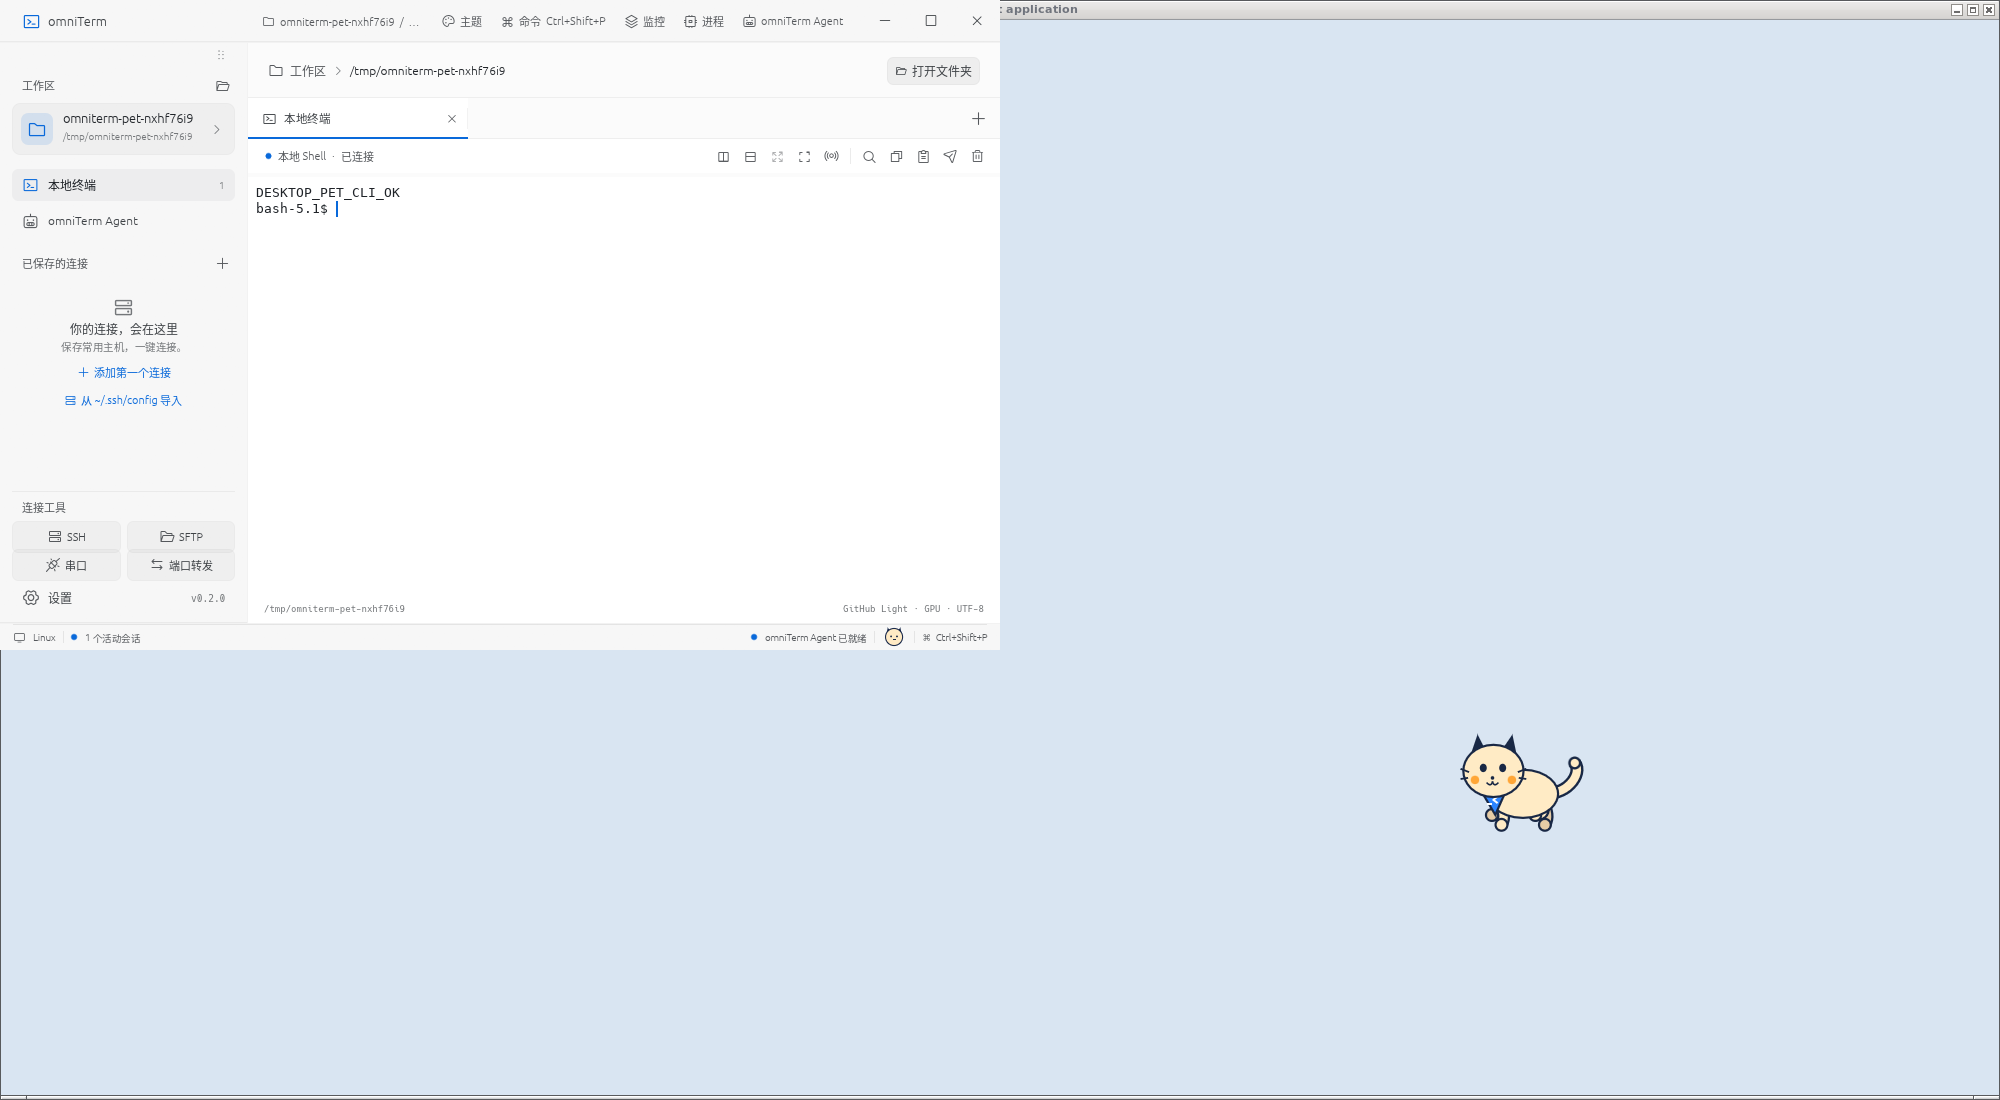 omniTerm
omniterm-pet-nxhf76i9 / ...
主题
命令 Ctrl+Shift+P
监控
进程
omniTerm Agent
application
工作区
omniterm-pet-nxhf76i9
/tmp/omniterm-pet-nxhf76i9
本地终端
1
omniTerm Agent
已保存的连接
你的连接，会在这里
保存常用主机，一键连接。
添加第一个连接
从 ~/.ssh/config 导入
连接工具
SSH
SFTP
串口
端口转发
设置
v0.2.0
工作区
/tmp/omniterm-pet-nxhf76i9
打开文件夹
本地终端
本地 Shell · 已连接
DESKTOP_PET_CLI_OK
bash-5.1$
/tmp/omniterm-pet-nxhf76i9
GitHub Light · GPU · UTF-8
Linux
1 个活动会话
omniTerm Agent 已就绪
⌘ Ctrl+Shift+P